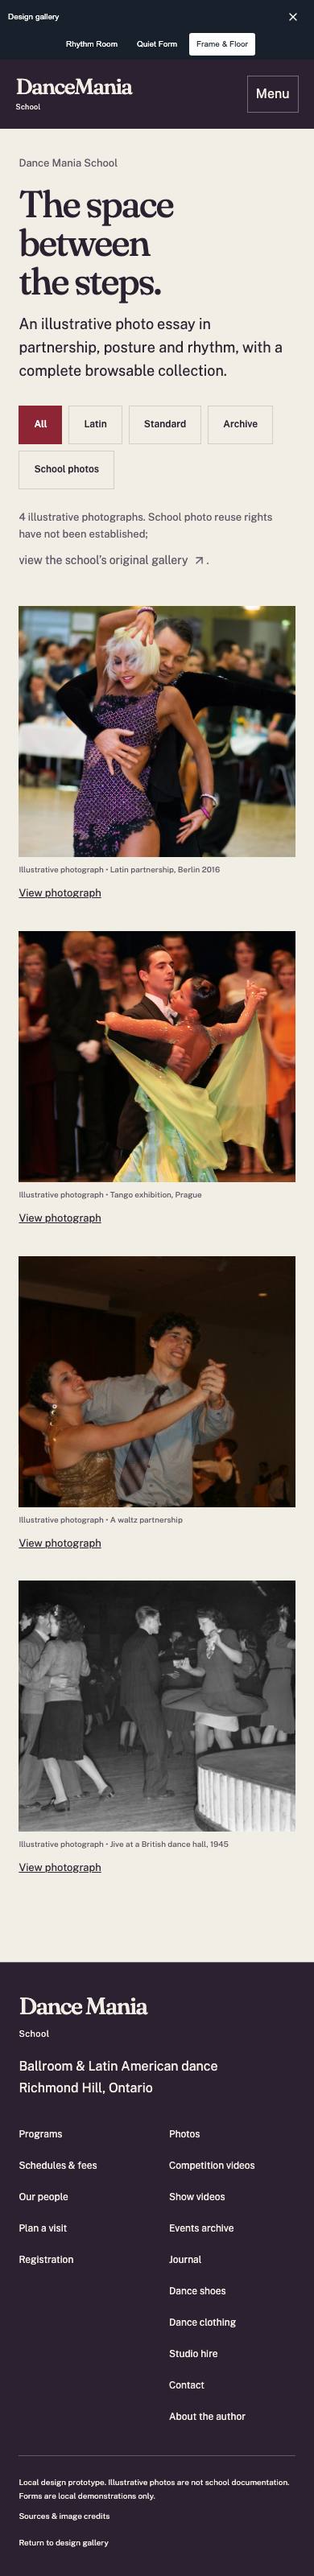 Design gallery
Rhythm Room Quiet Form Frame & Floor
DanceMania
School
Menu
Dance Mania School
The space
between
the steps.
An illustrative photo essay in
partnership, posture and rhythm, with a
complete browsable collection.
All Latin Standard Archive
School photos
4 illustrative photographs. School photo reuse rights
have not been established;
view the school's original gallery ↗ .
Illustrative photograph • Latin partnership, Berlin 2016
View photograph
Illustrative photograph • Tango exhibition, Prague
View photograph
Illustrative photograph • A waltz partnership
View photograph
Illustrative photograph • Jive at a British dance hall, 1945
View photograph
Dance Mania
School
Ballroom & Latin American dance
Richmond Hill, Ontario
Programs
Schedules & fees
Our people
Plan a visit
Registration
Photos
Competition videos
Show videos
Events archive
Journal
Dance shoes
Dance clothing
Studio hire
Contact
About the author
Local design prototype. Illustrative photos are not school documentation.
Forms are local demonstrations only.
Sources & image credits
Return to design gallery